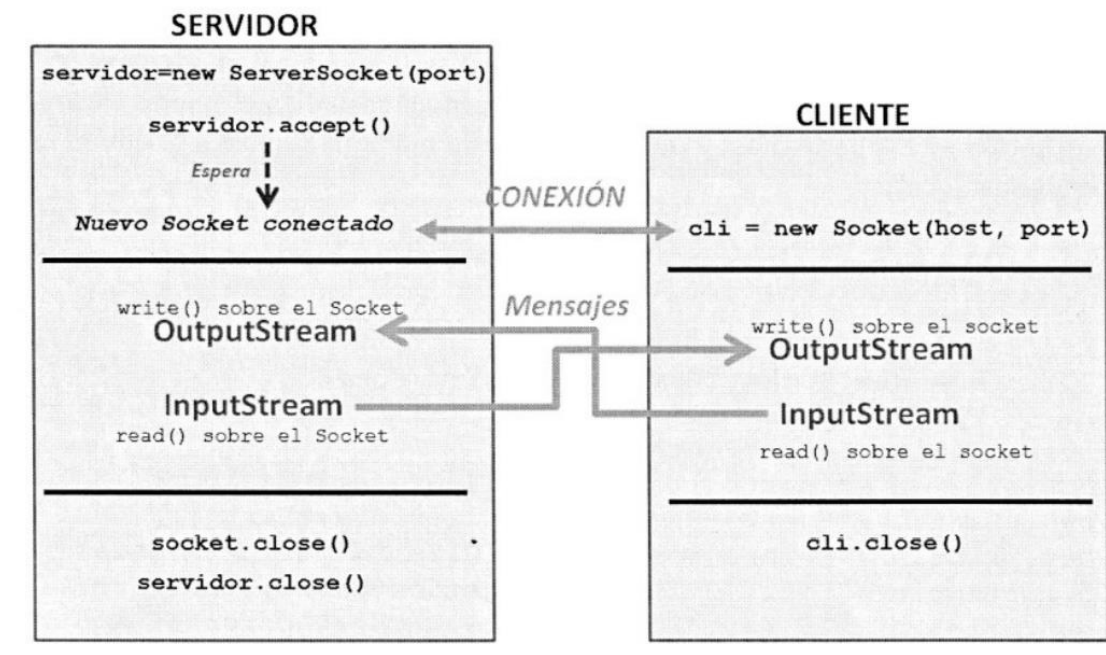 SERVIDOR
servidor=new ServerSocket(port)
servidor.accept()
Espera
Nuevo Socket conectado
write() sobre el Socket
OutputStream
InputStream
read() sobre el Socket
socket.close()
servidor.close()
CONEXIÓN
Mensajes
CLIENTE
cli = new Socket(host, port)
write() sobre el socket
OutputStream
InputStream
read() sobre el socket
cli.close()